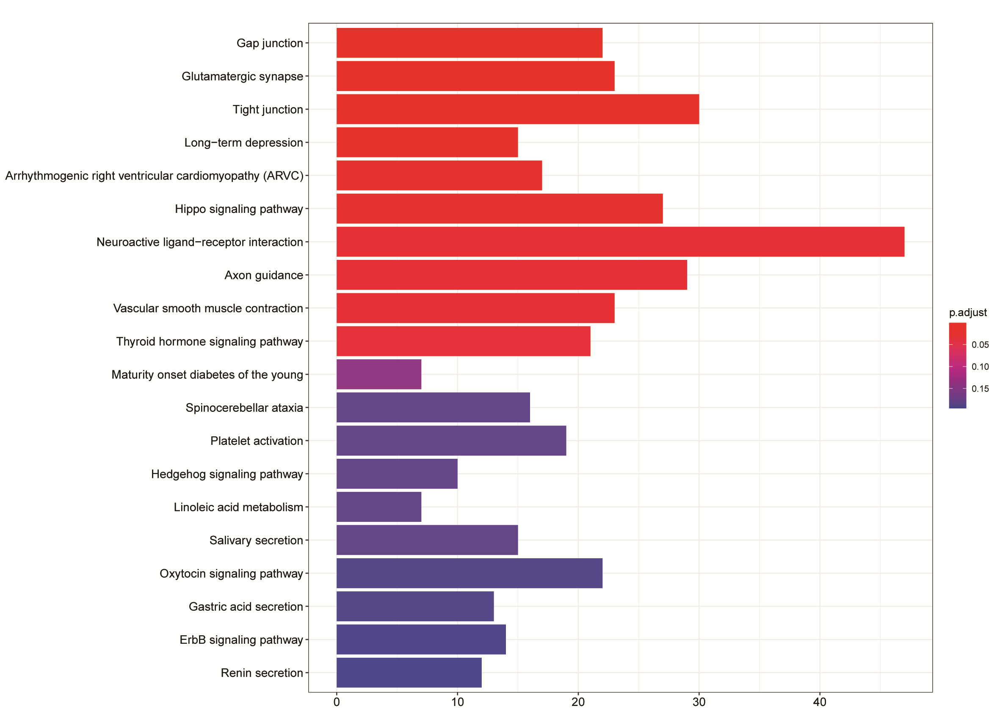 Gap junction
Glutamatergic synapse
Tight junction
Long−term depression
Arrhythmogenic right ventricular cardiomyopathy (ARVC)
Hippo signaling pathway
Neuroactive ligand−receptor interaction
Axon guidance
Vascular smooth muscle contraction
Thyroid hormone signaling pathway
Maturity onset diabetes of the young
Spinocerebellar ataxia
Platelet activation
Hedgehog signaling pathway
Linoleic acid metabolism
Salivary secretion
Oxytocin signaling pathway
Gastric acid secretion
ErbB signaling pathway
Renin secretion
0 10 20 30 40
p.adjust
0.05
0.10
0.15